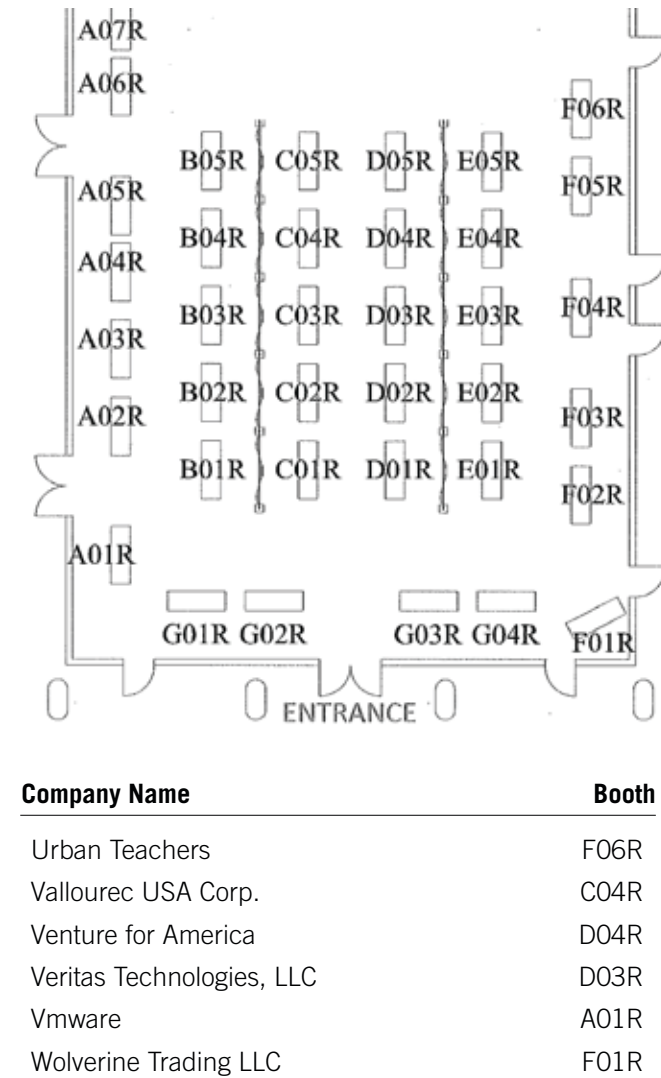 A07R
A06R
F06R
B05R C05R D05R E05R
A05R
F05R
B04R C04R D04R E04R
A04R
F04R
B03R C03R D03R E03R
A03R
B02R C02R D02R E02R
A02R
F03R
B01R C01R D01R E01R
F02R
A01R
G01R G02R G03R G04R F01R
ENTRANCE
Company Name Booth
Urban Teachers F06R
Vallourec USA Corp. C04R
Venture for America D04R
Veritas Technologies, LLC D03R
Vmware A01R
Wolverine Trading LLC F01R